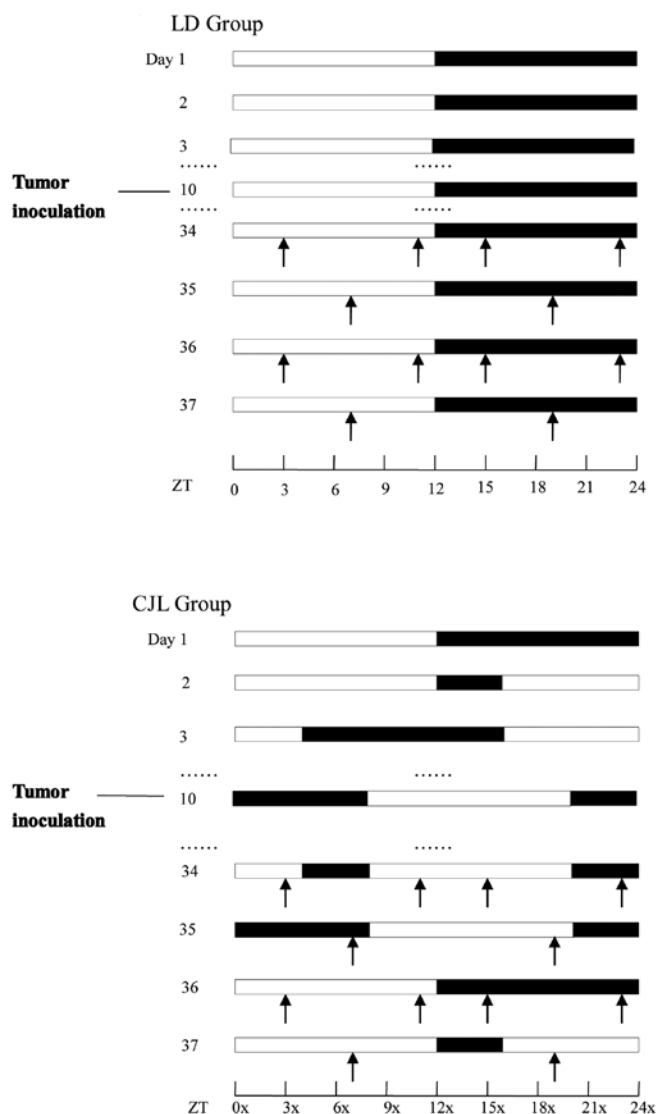 LD Group
Day 1
2
3
...... ......
Tumor
inoculation
10
...... ......
34
35
36
37
ZT 0 3 6 9 12 15 18 21 24
CJL Group
Day 1
2
3
...... ......
Tumor
inoculation
10
...... ......
34
35
36
37
ZT 0x 3x 6x 9x 12x 15x 18x 21x 24x